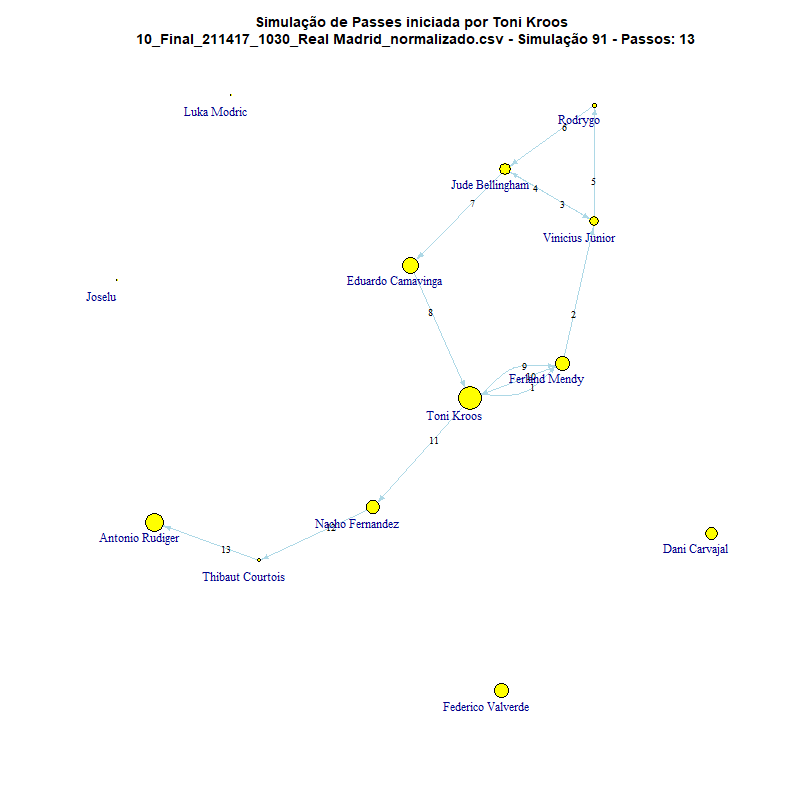 Simulação de Passes iniciada por Toni Kroos
10_Final_211417_1030_Real Madrid_normalizado.csv - Simulação 91 - Passos: 13
Luka Modric
Rodrygo
6
Jude Bellingham
4
5
3
7
Vinicius Junior
Eduardo Camavinga
Joselu
8
2
9
Ferland Mendy
10
1
Toni Kroos
11
Nacho Fernandez
12
Antonio Rudiger
13
Thibaut Courtois
Dani Carvajal
Federico Valverde